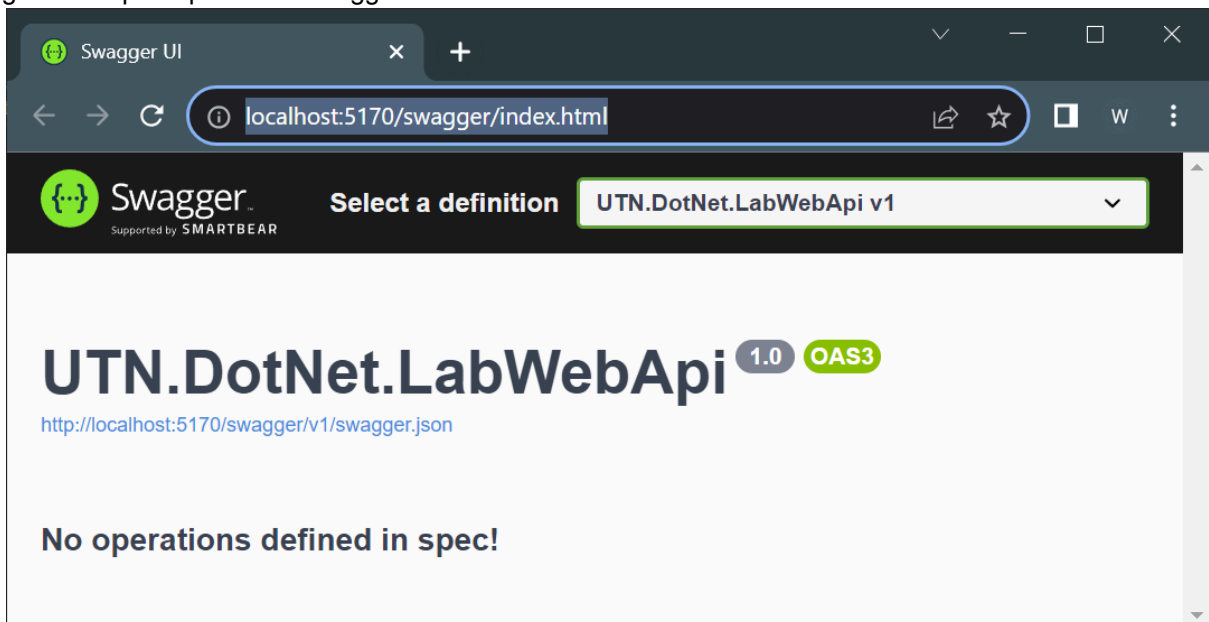 Swagger UI
localhost:5170/swagger/index.html
W
Swagger
Supported by SMARTBEAR
Select a definition
UTN.DotNet.LabWebApi v1
UTN.DotNet.LabWebApi 1.0 OAS3
http://localhost:5170/swagger/v1/swagger.json
No operations defined in spec!